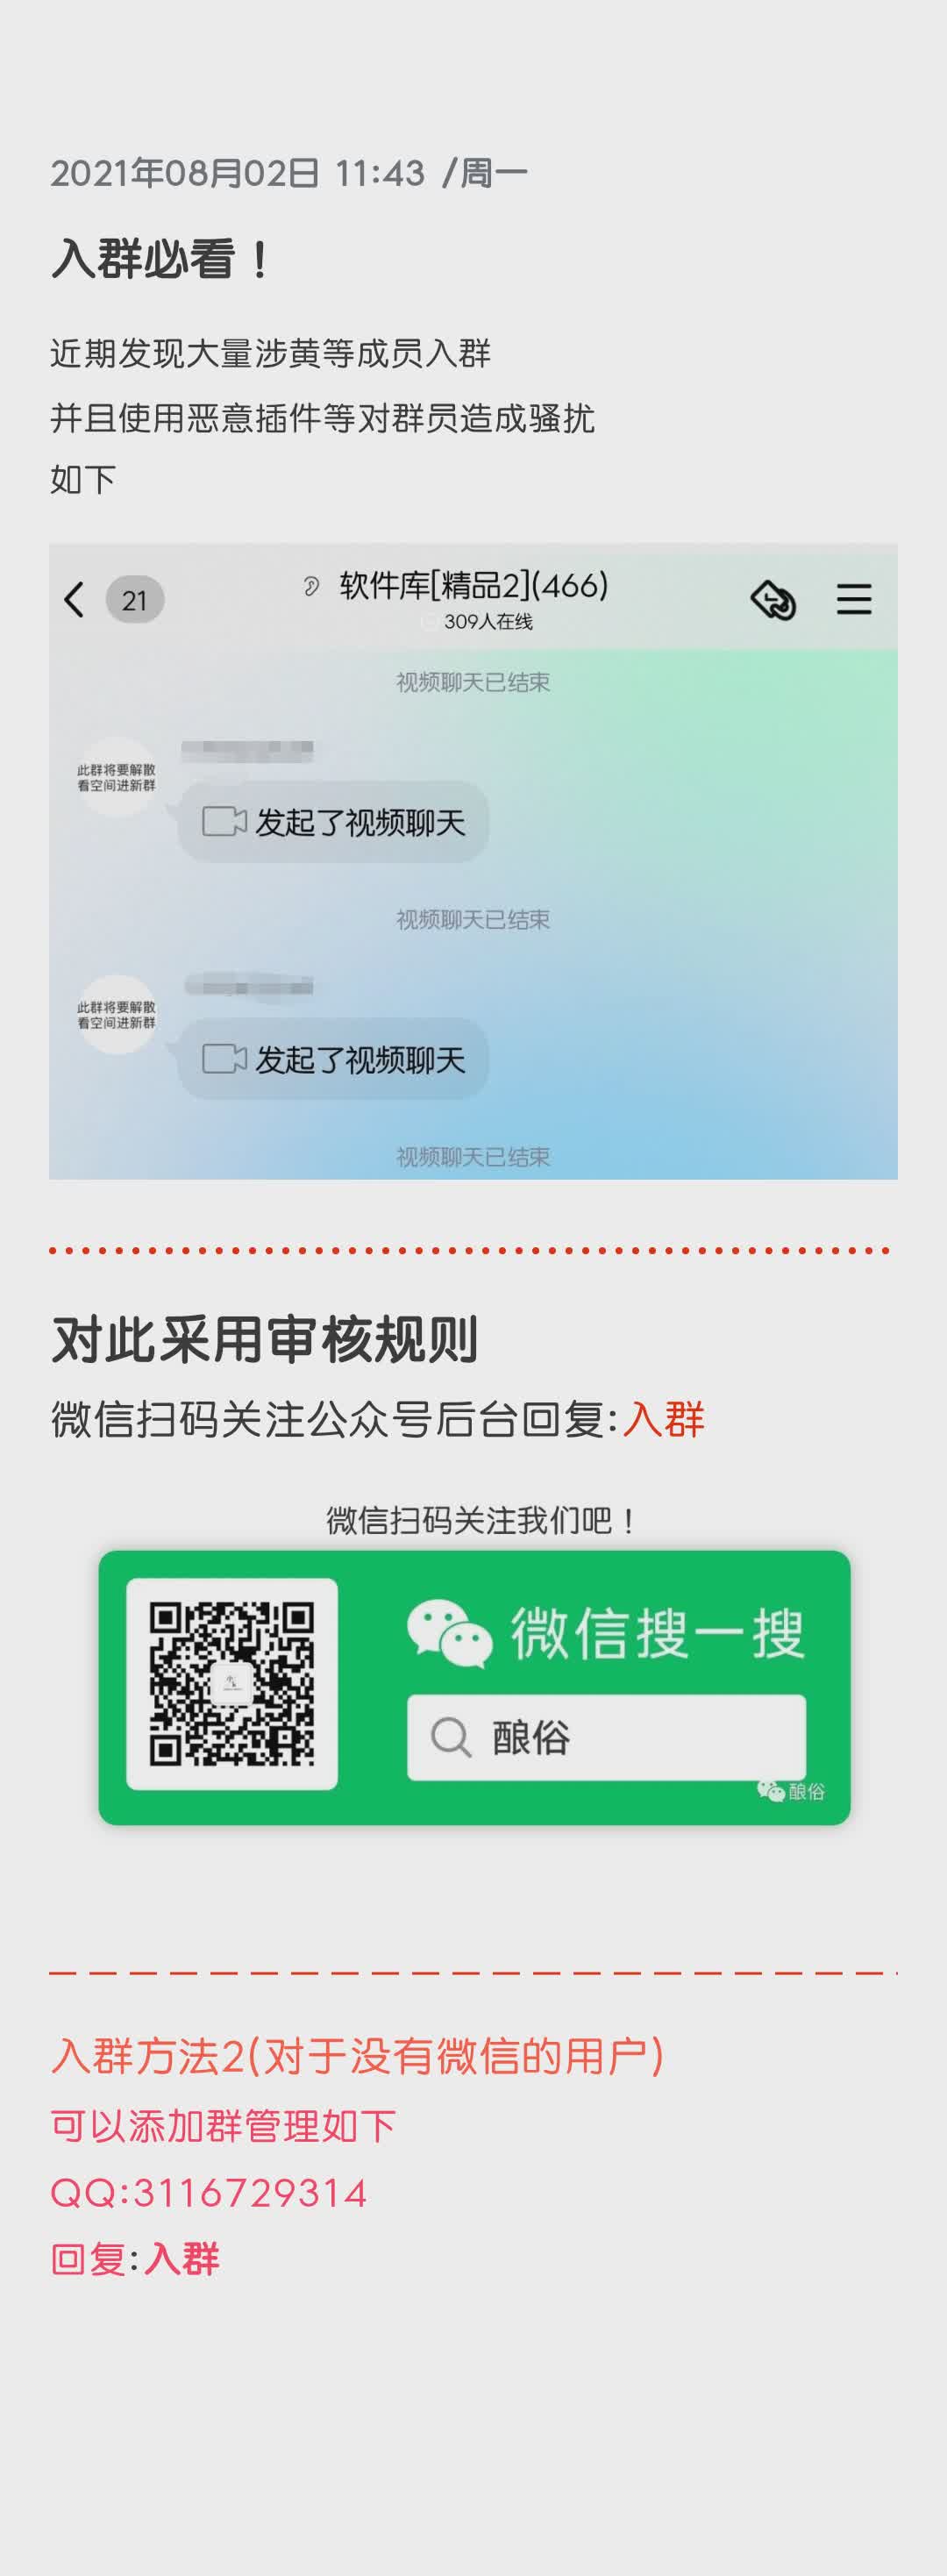 2021年08月02日 11:43 /周一
入群必看！
近期发现大量涉黄等成员入群
并且使用恶意插件等对群员造成骚扰
如下
21
软件库[精品2](466)
309人在线
视频聊天已结束
此群将要解散
看空间进新群
发起了视频聊天
视频聊天已结束
此群将要解散
看空间进新群
发起了视频聊天
视频聊天已结束
对此采用审核规则
微信扫码关注公众号后台回复:入群
微信扫码关注我们吧！
微信搜一搜
酿俗
酿俗
入群方法2(对于没有微信的用户)
可以添加群管理如下
QQ:3116729314
回复:入群